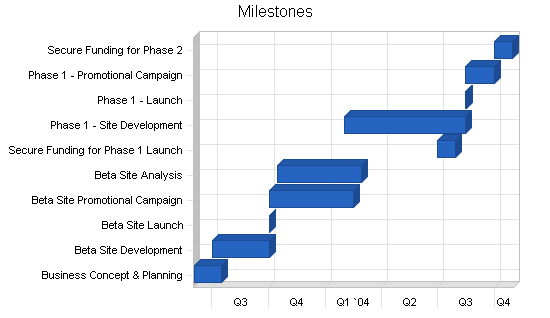 Milestones
Secure Funding for Phase 2
Phase 1 - Promotional Campaign
Phase 1 - Launch
Phase 1 - Site Development
Secure Funding for Phase 1 Launch
Beta Site Analysis
Beta Site Promotional Campaign
Beta Site Launch
Beta Site Development
Business Concept & Planning
Q3 Q4 Q1 `04 Q2 Q3 Q4